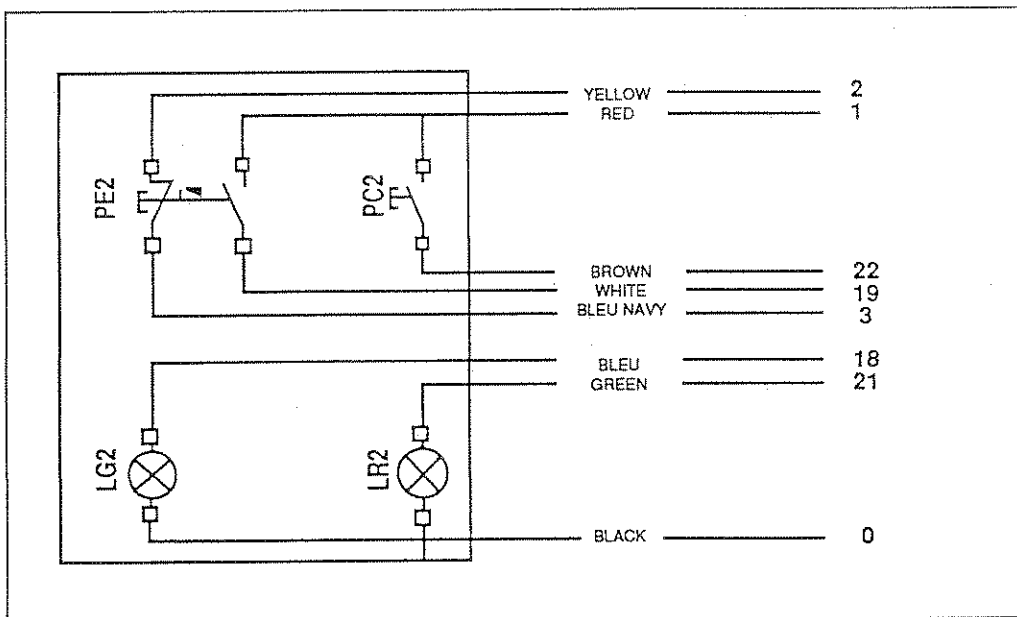 YELLOW 2
RED 1
PE2
PC2
BROWN 22
WHITE 19
BLEU NAVY 3
BLEU 18
GREEN 21
LG2
LR2
BLACK 0